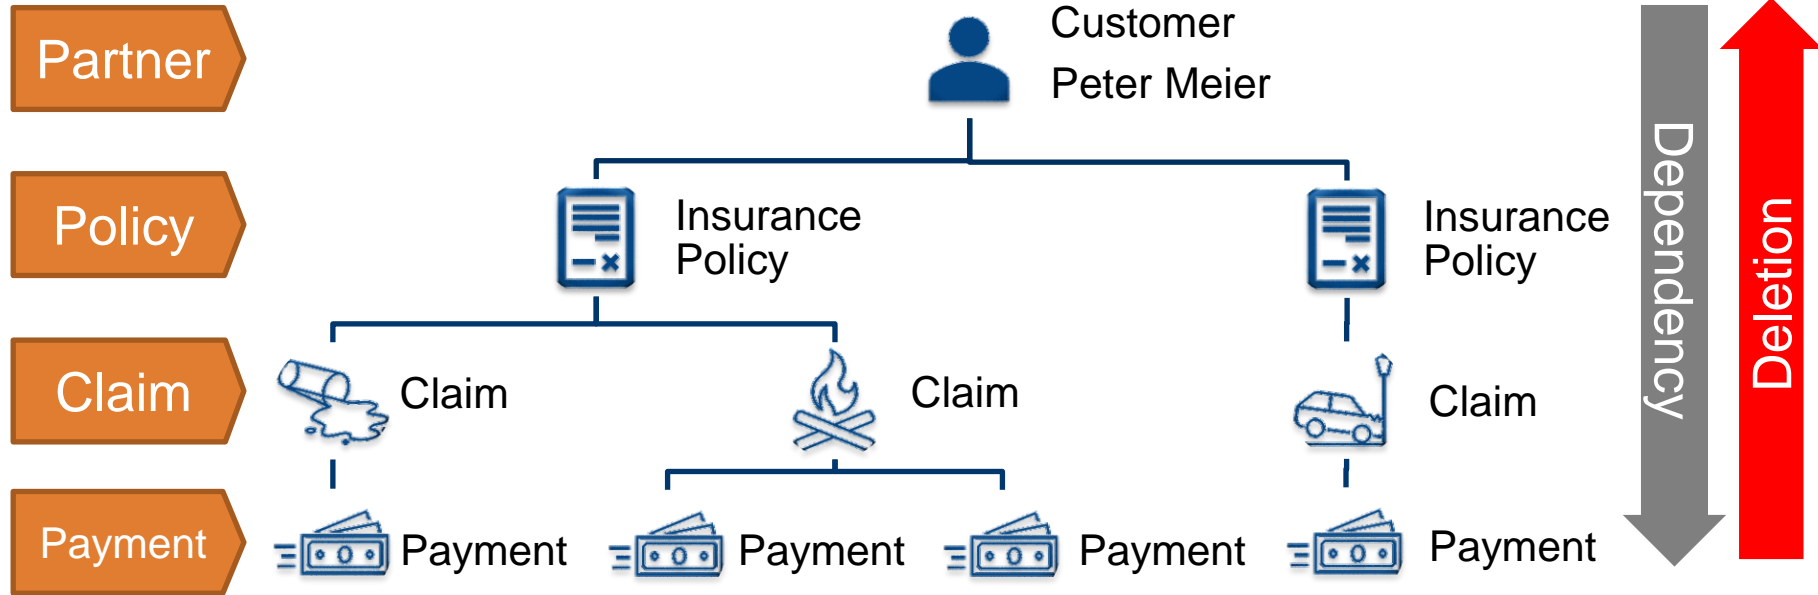 Partner
Customer
Peter Meier
Policy
Insurance
Policy
Insurance
Policy
Claim
Claim
Claim
Claim
Payment
Payment
Payment
Payment
Payment
Dependency
Deletion